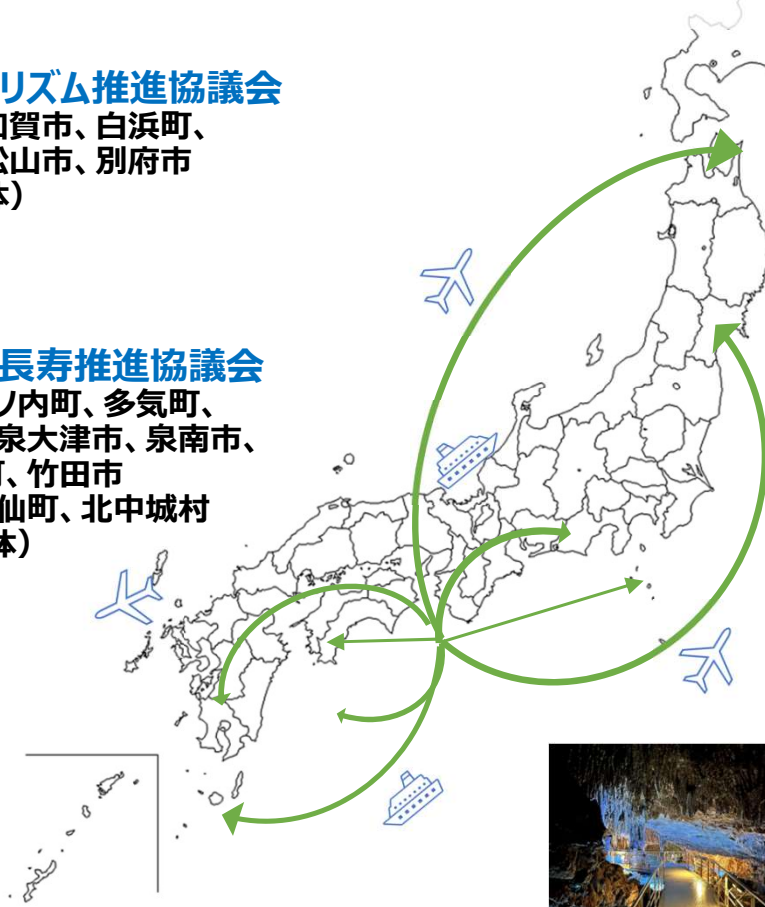 リズム推進協議会
加賀市、白浜町、
松山市、別府市
体）
長寿推進協議会
ソ内町、多気町、
泉大津市、泉南市、
町、竹田市
仙町、北中城村
体）